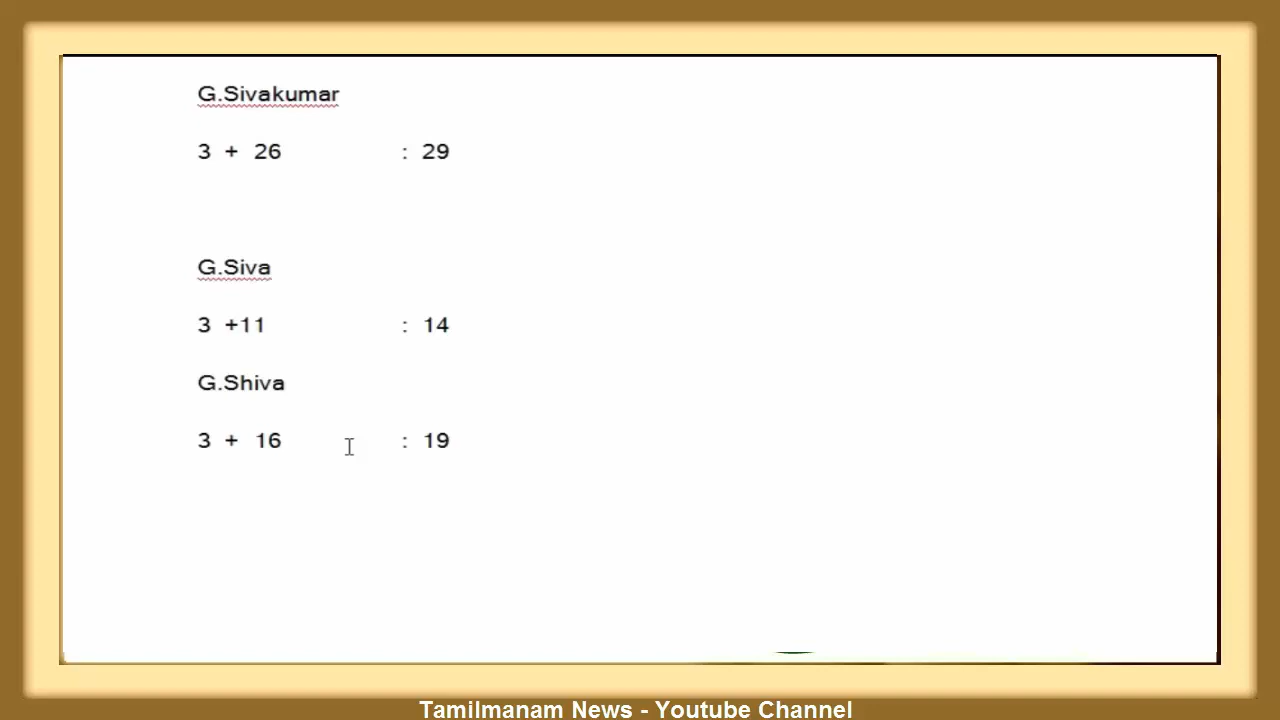 G.Sivakumar
3 + 26 : 29
G.Siva
3 +11 : 14
G.Shiva
3 + 16 : 19
Tamilmanam News - Youtube Channel